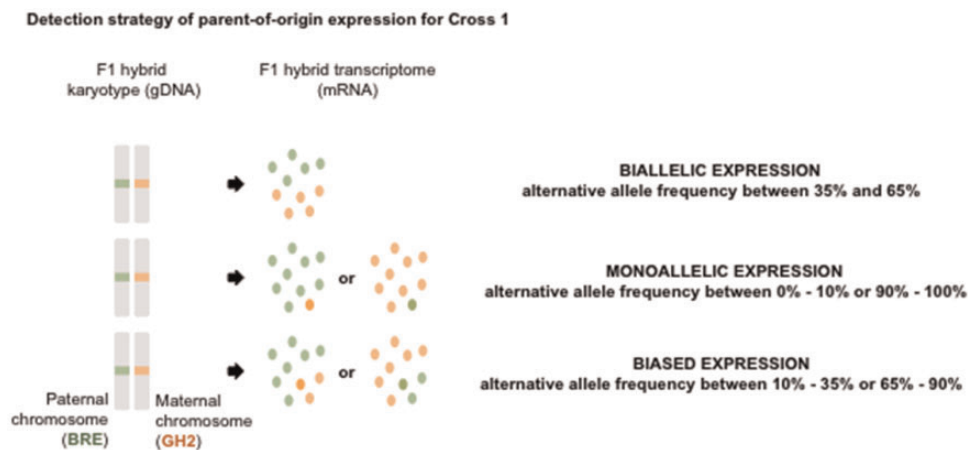 Detection strategy of parent-of-origin expression for Cross 1
F1 hybrid
karyotype (gDNA)
F1 hybrid transcriptome
(mRNA)
BIALLELIC EXPRESSION
alternative allele frequency between 35% and 65%
or
MONOALLELIC EXPRESSION
alternative allele frequency between 0% - 10% or 90% - 100%
or
BIASED EXPRESSION
alternative allele frequency between 10% - 35% or 65% - 90%
Paternal
chromosome
(BRE)
Maternal
chromosome
(GH2)